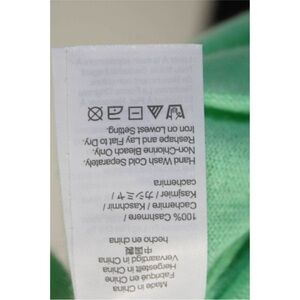 100% Cashmere /
Cachemire / Kaschmir /
Kasjmier / カシミヤ /
cachemira
Hand Wash Cold Separately.
Non-Chlorine Bleach Only.
Reshape and Lay Flat to Dry.
Iron on Lowest Setting.
Made in China
Fabriqué en Chine
Hergestellt in China
Vervaardigd in China
中国製
hecho en china